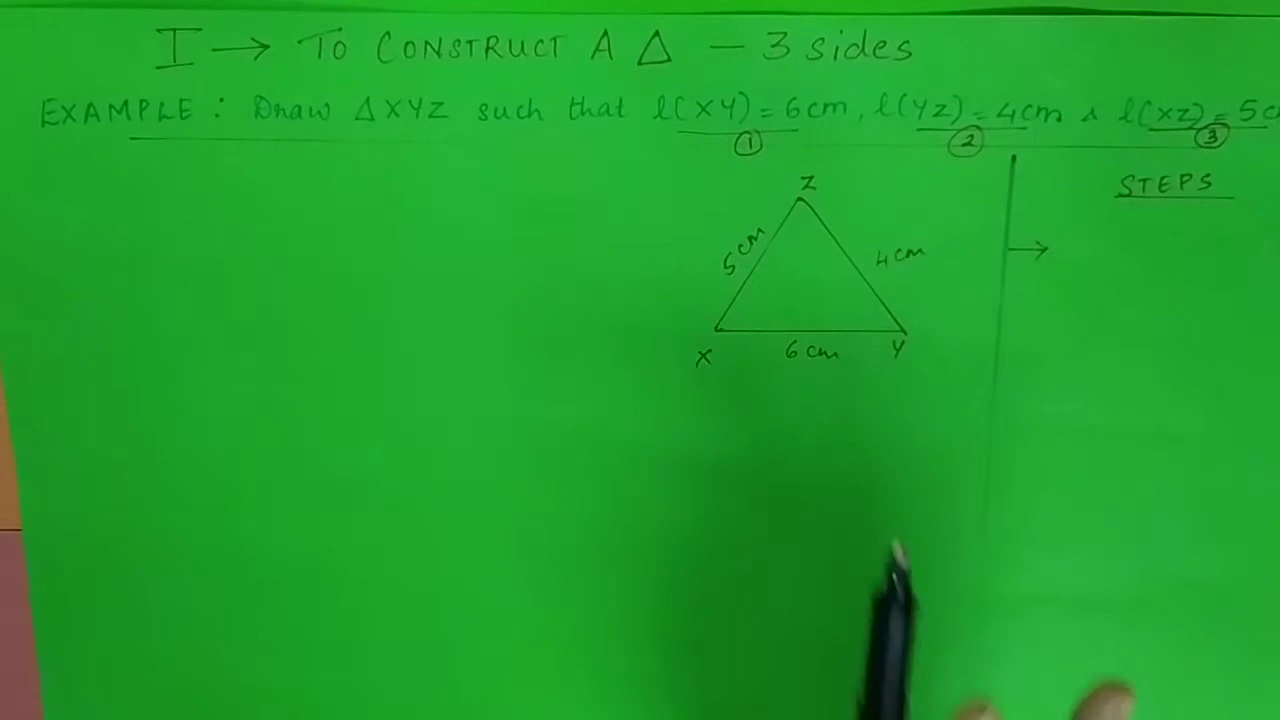 I → TO CONSTRUCT A △ – 3 sides
EXAMPLE : Draw △XYZ such that l(XY) = 6cm, l(YZ) = 4cm & l(XZ) = 5c
① ② ③
STEPS
→
Z
5cm
4cm
X
6 cm
Y